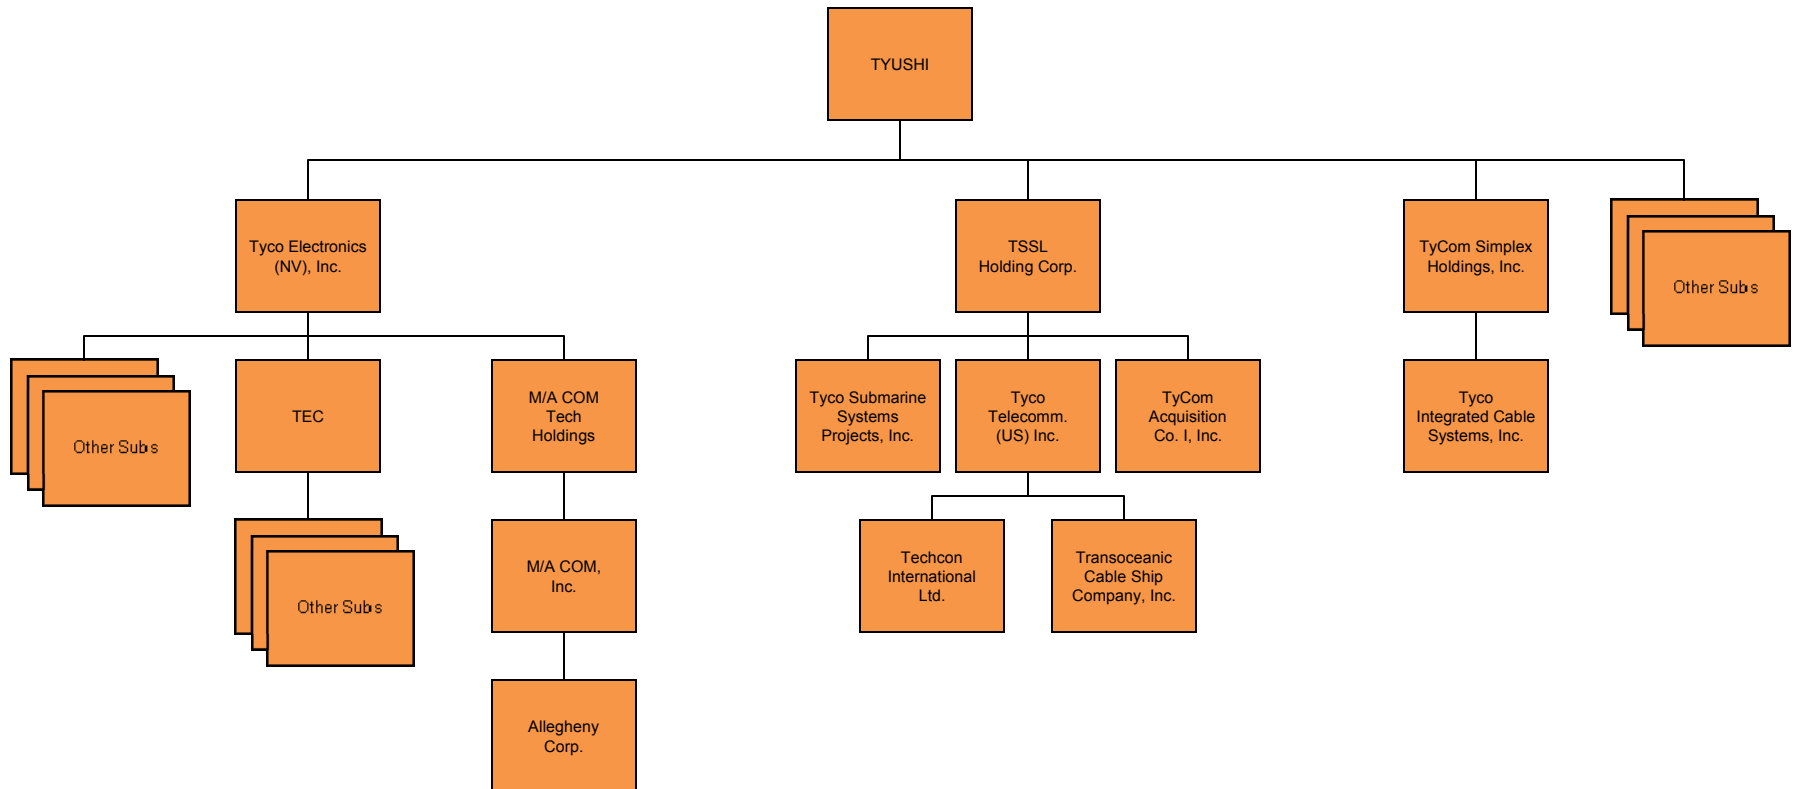 TYUSHI
Tyco Electronics
(NV), Inc.
TSSL
Holding Corp.
TyCom Simplex
Holdings, Inc.
Other Subs
Other Subs
TEC
M/A COM
Tech
Holdings
Tyco Submarine
Systems
Projects, Inc.
Tyco
Telecomm.
(US) Inc.
TyCom
Acquisition
Co. I, Inc.
Tyco
Integrated Cable
Systems, Inc.
Other Subs
M/A COM,
Inc.
Techcon
International
Ltd.
Transoceanic
Cable Ship
Company, Inc.
Allegheny
Corp.